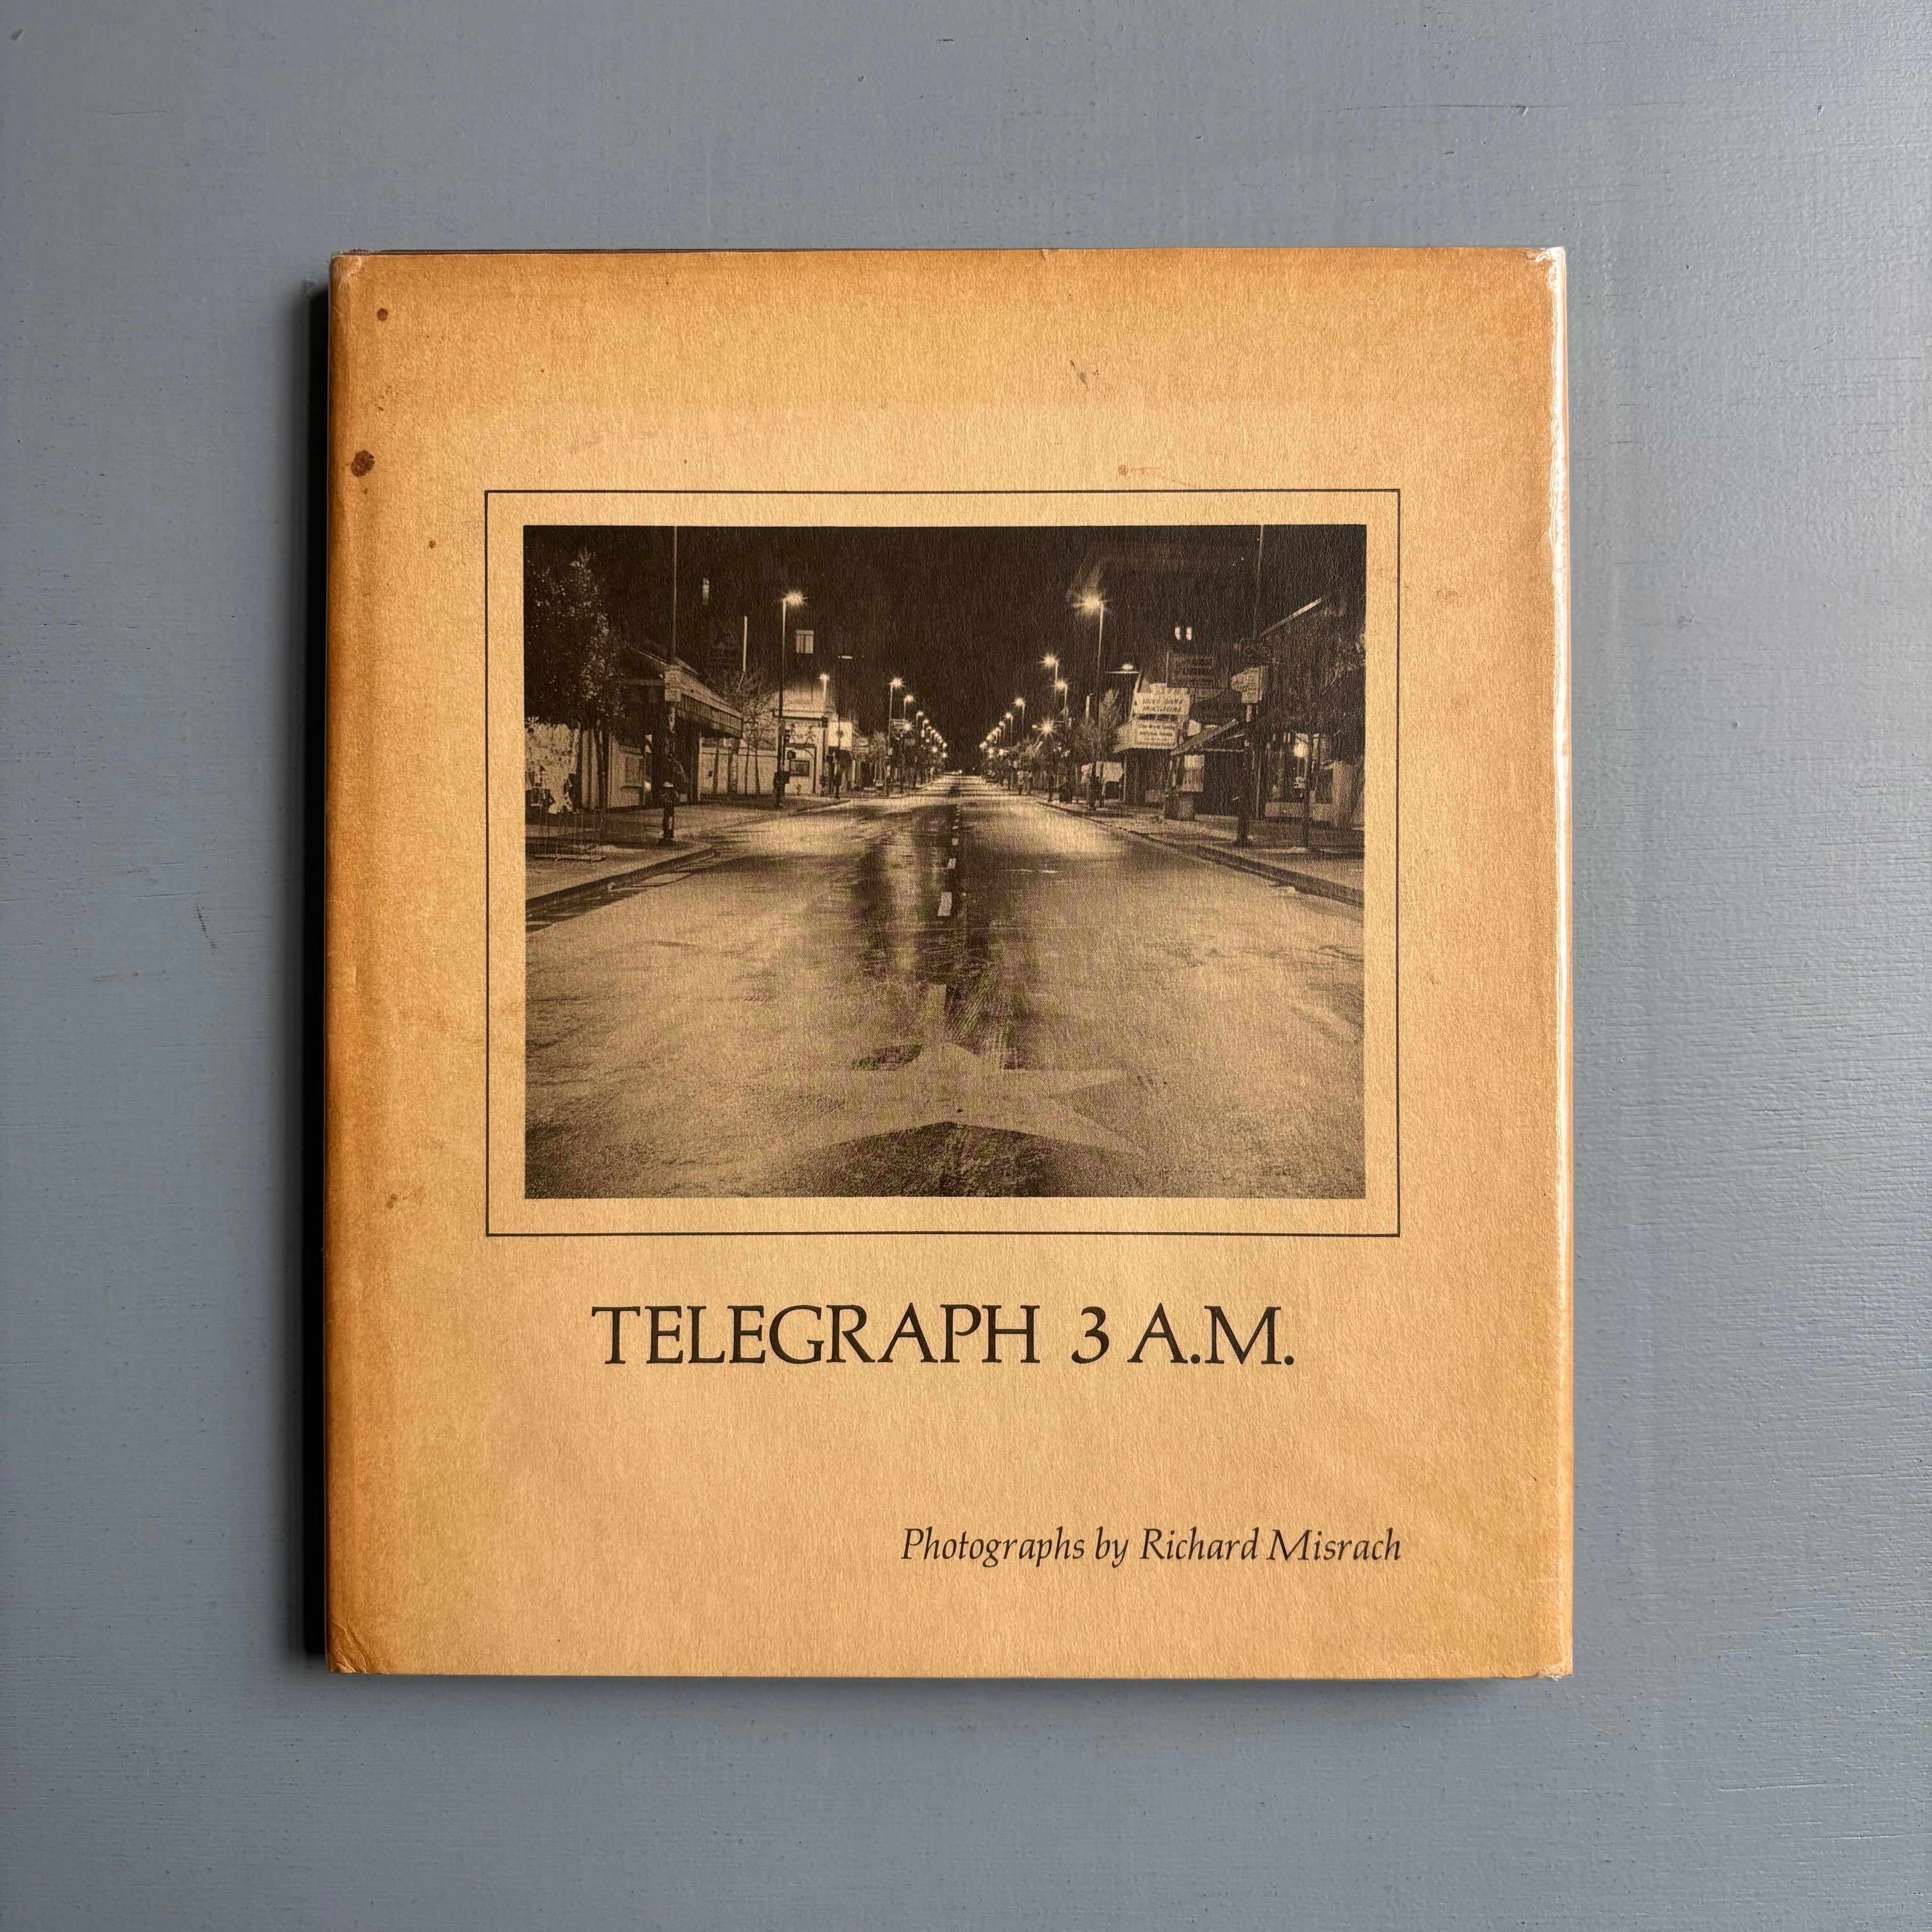 TELEGRAPH 3 A.M.
Photographs by Richard Misrach